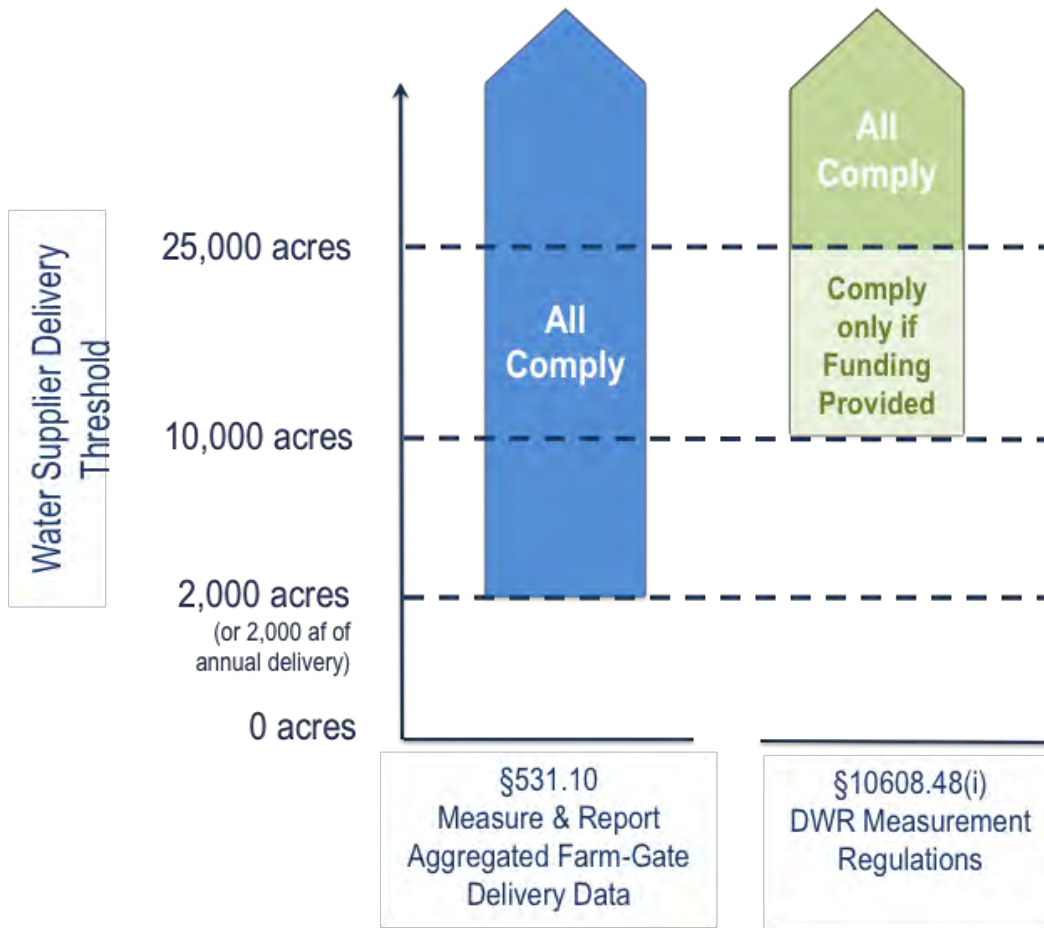 Water Supplier Delivery
Threshold
25,000 acres
10,000 acres
2,000 acres
(or 2,000 af of
annual delivery)
0 acres
All
Comply
All
Comply
Comply
only if
Funding
Provided
§531.10
Measure & Report
Aggregated Farm-Gate
Delivery Data
§10608.48(i)
DWR Measurement
Regulations